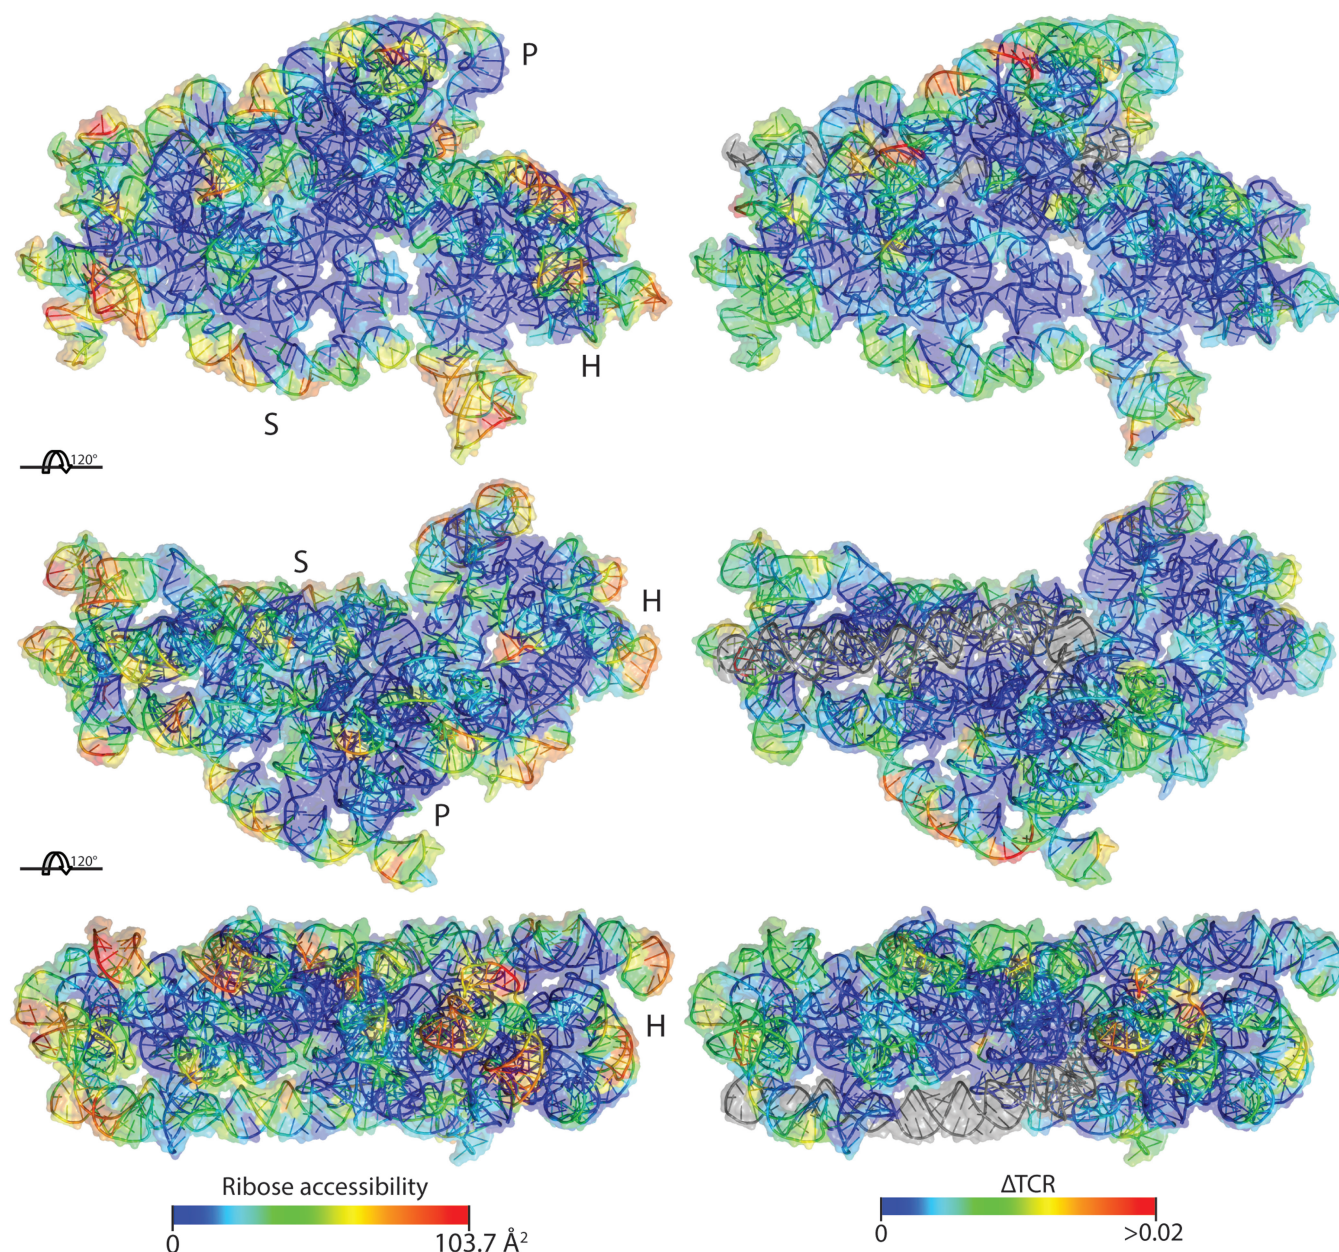 P
H
S
120°
S
H
P
120°
H
Ribose accessibility
0
103.7 Å²
ΔTCR
0
>0.02